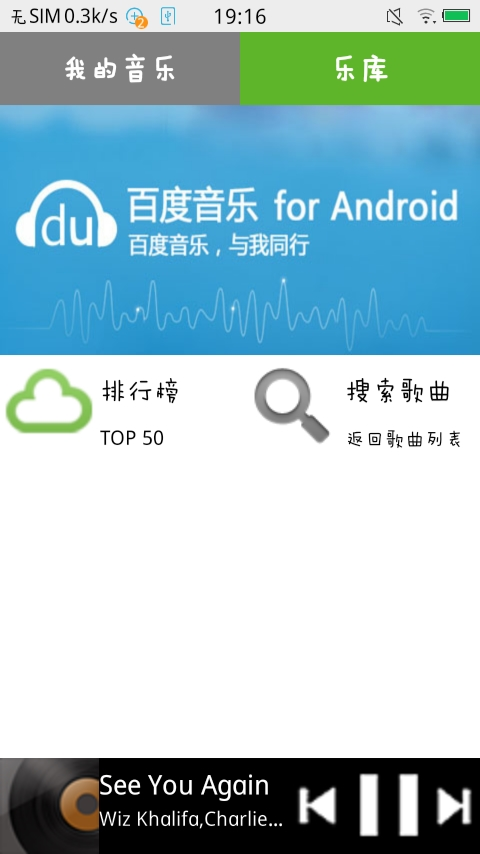 无SIM 0.3k/s 2 19:16
我的音乐 乐库
du 百度音乐 for Android
百度音乐，与我同行
排行榜 搜索歌曲
TOP 50 返回歌曲列表
See You Again
Wiz Khalifa,Charlie...